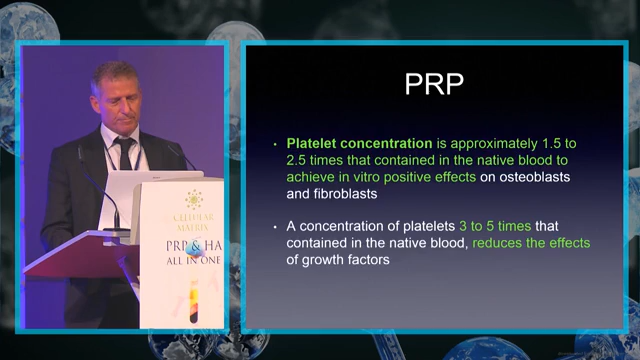 CELLULAR
MATRIX
PRP & HA
ALL IN ONE
PRP
• Platelet concentration is approximately 1.5 to
2.5 times that contained in the native blood to
achieve in vitro positive effects on osteoblasts
and fibroblasts
• A concentration of platelets 3 to 5 times that
contained in the native blood, reduces the effects
of growth factors